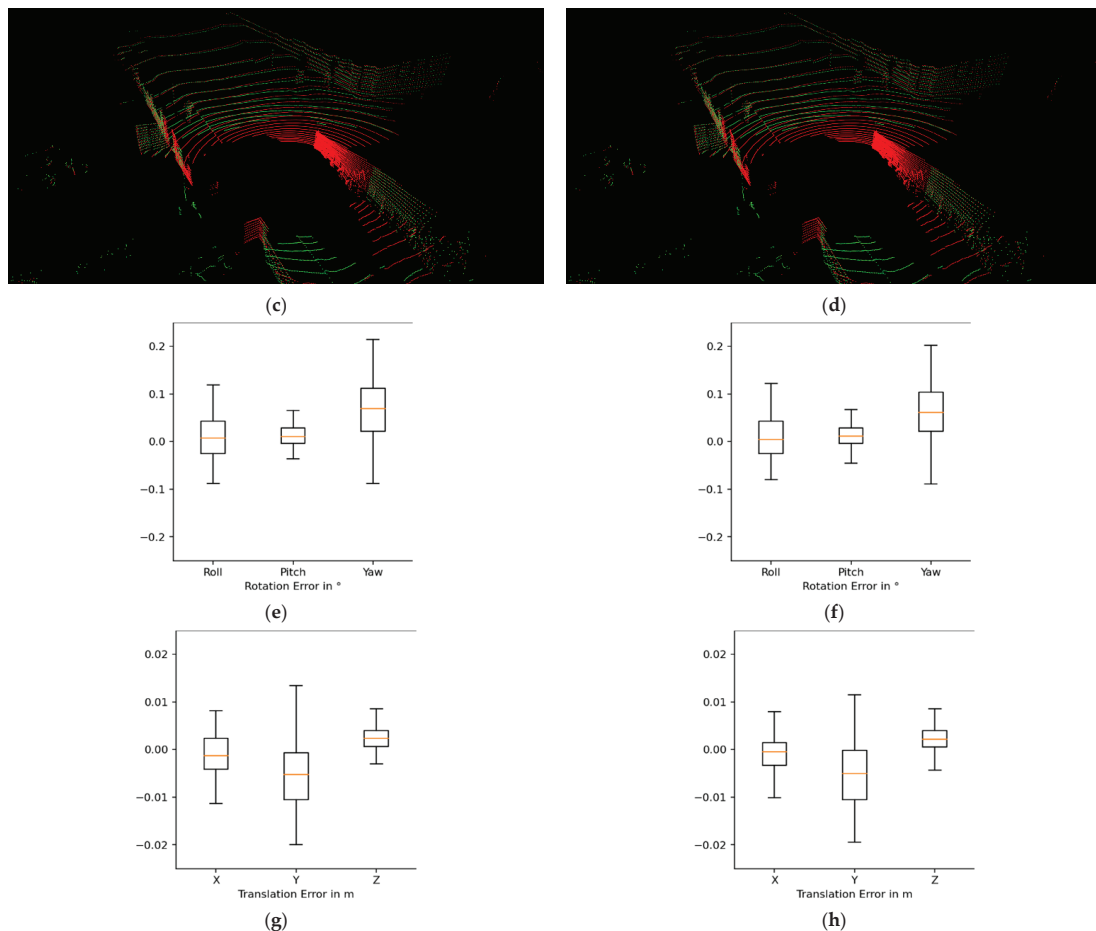 (c)
(d)
0.2
0.1
0.0
−0.1
−0.2
Roll Pitch Yaw
Rotation Error in °
(e)
0.2
0.1
0.0
−0.1
−0.2
Roll Pitch Yaw
Rotation Error in °
(f)
0.02
0.01
0.00
−0.01
−0.02
X Y Z
Translation Error in m
(g)
0.02
0.01
0.00
−0.01
−0.02
X Y Z
Translation Error in m
(h)